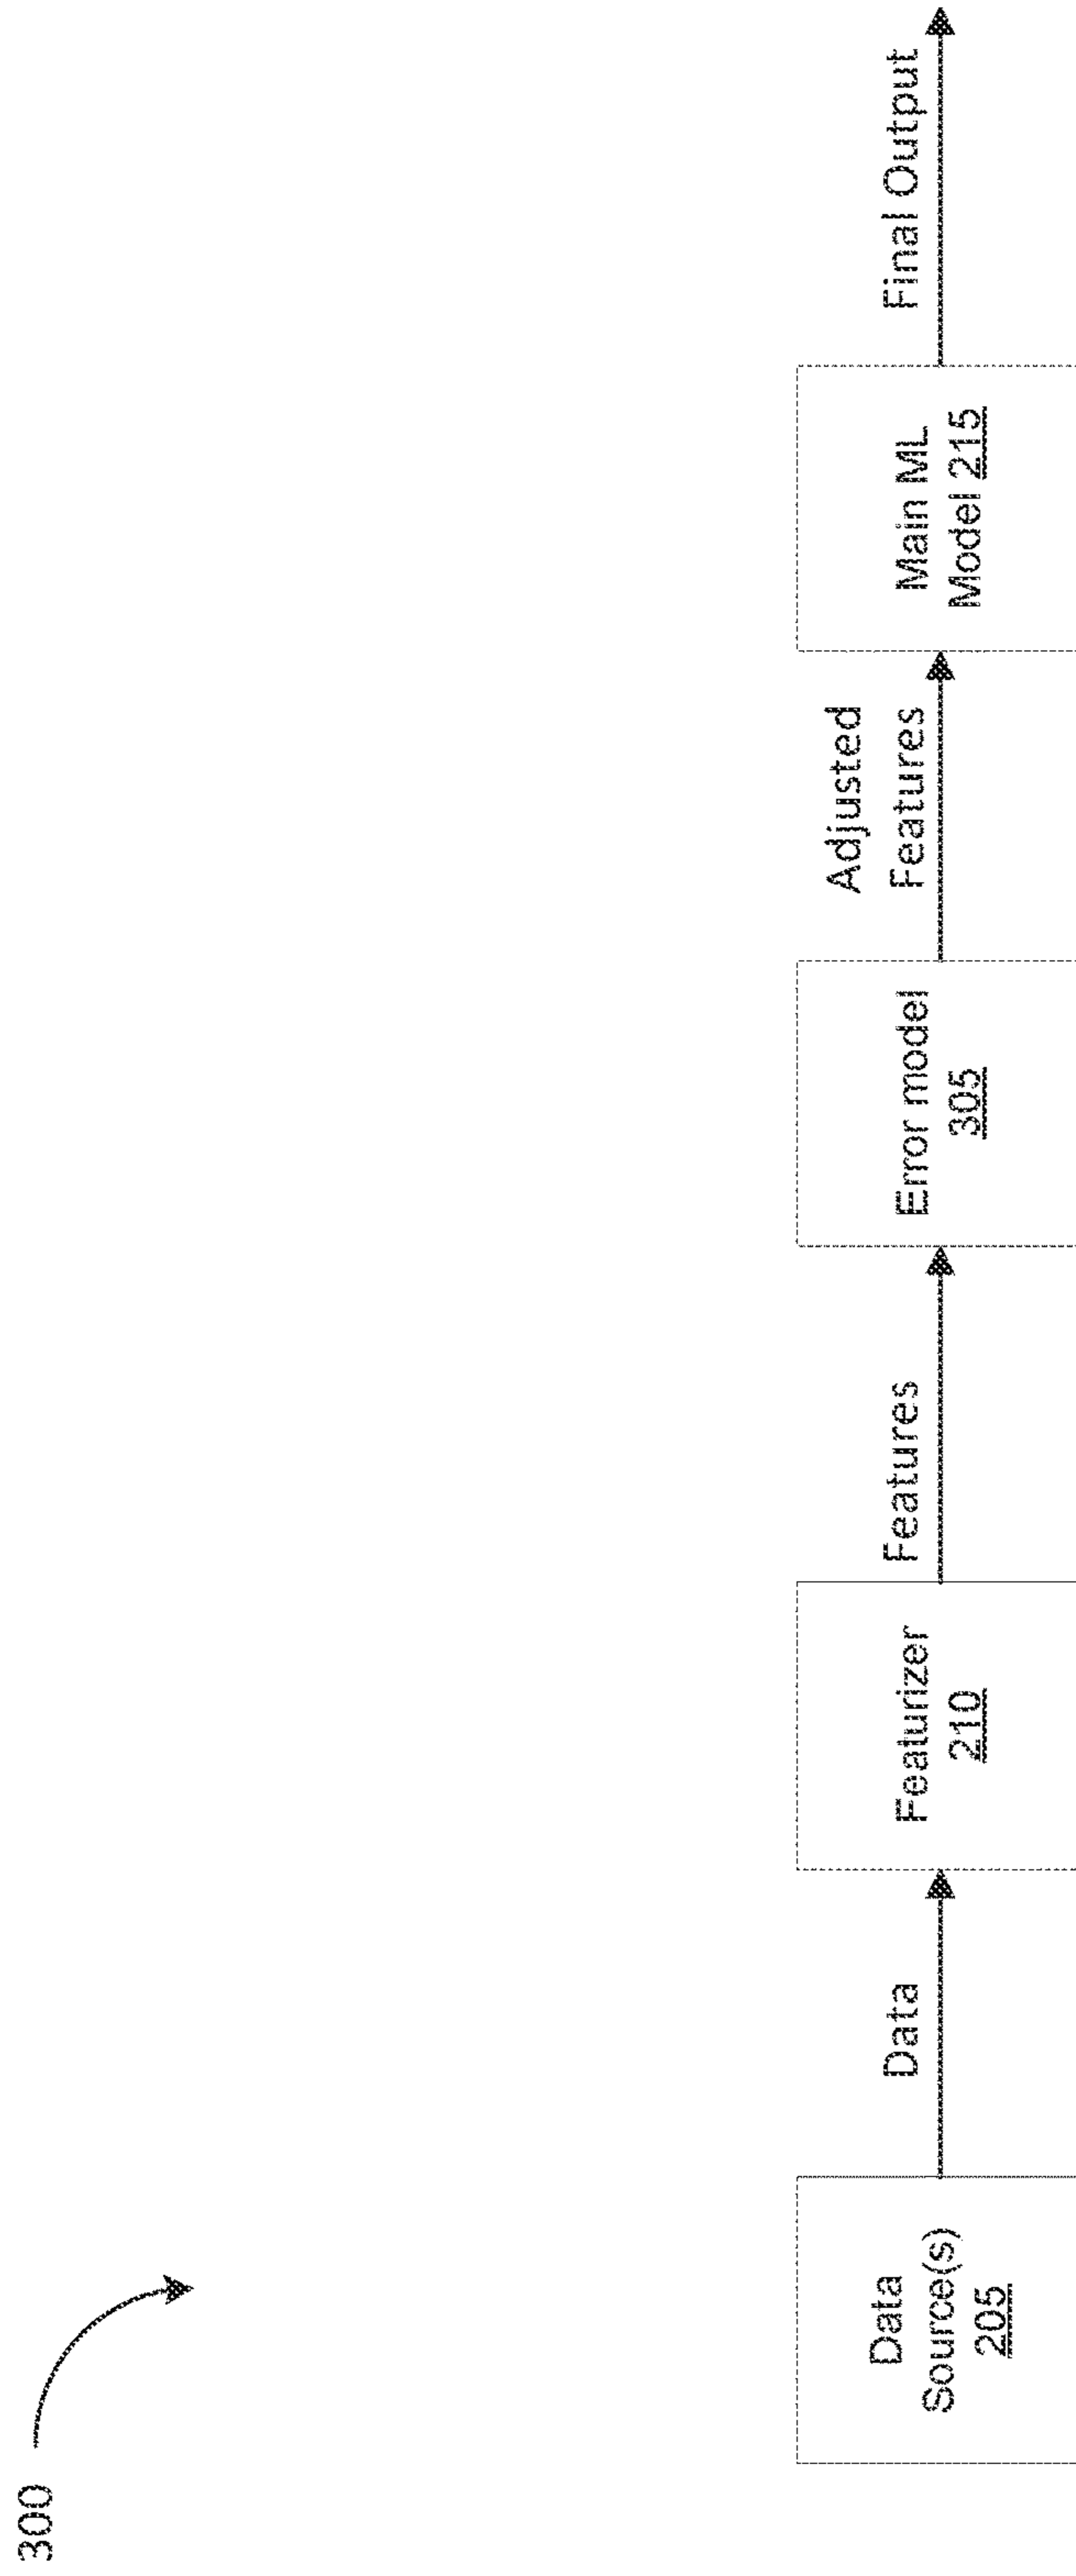 300
Data
Source(s)
205
Data
Featurizer
210
Features
Error model
305
Adjusted
Features
Main ML
Model 215
Final Output